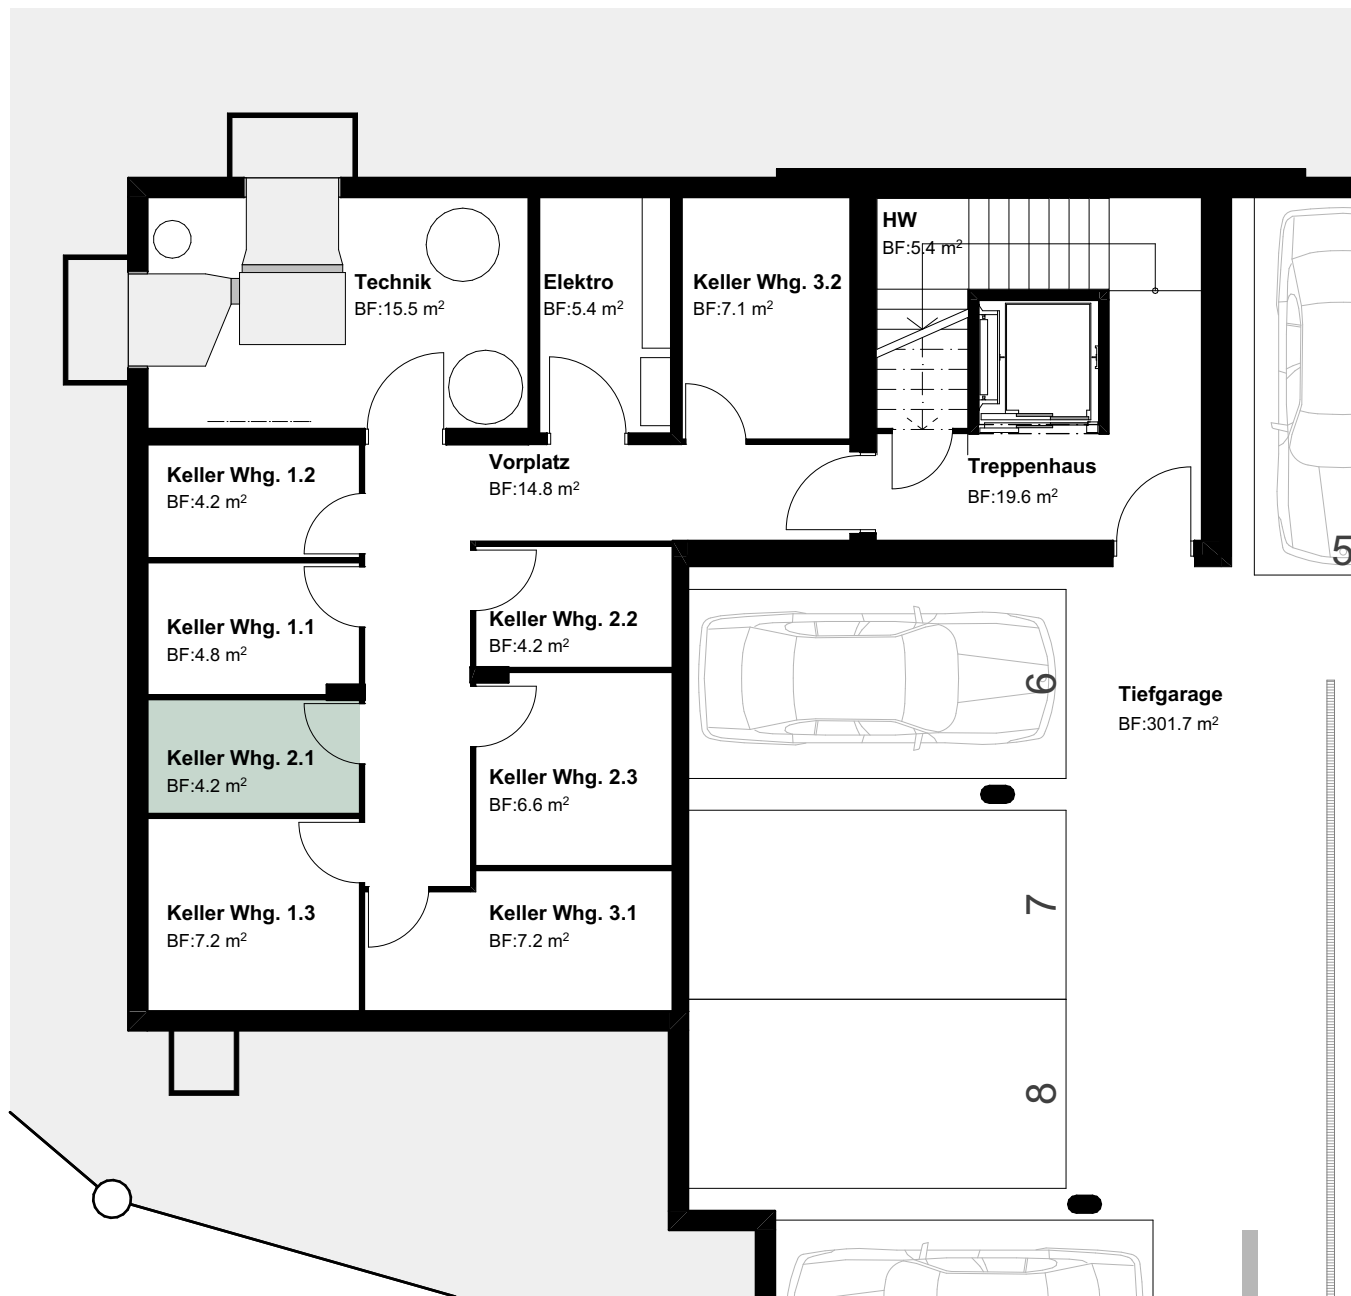 HW
BF:5.4 m²
Technik
BF:15.5 m²
Elektro
BF:5.4 m²
Keller Whg. 3.2
BF:7.1 m²
Vorplatz
BF:14.8 m²
Treppenhaus
BF:19.6 m²
Keller Whg. 1.2
BF:4.2 m²
5
Keller Whg. 1.1
BF:4.8 m²
Keller Whg. 2.2
BF:4.2 m²
6
Tiefgarage
BF:301.7 m²
Keller Whg. 2.1
BF:4.2 m²
Keller Whg. 2.3
BF:6.6 m²
Keller Whg. 1.3
BF:7.2 m²
Keller Whg. 3.1
BF:7.2 m²
7
8